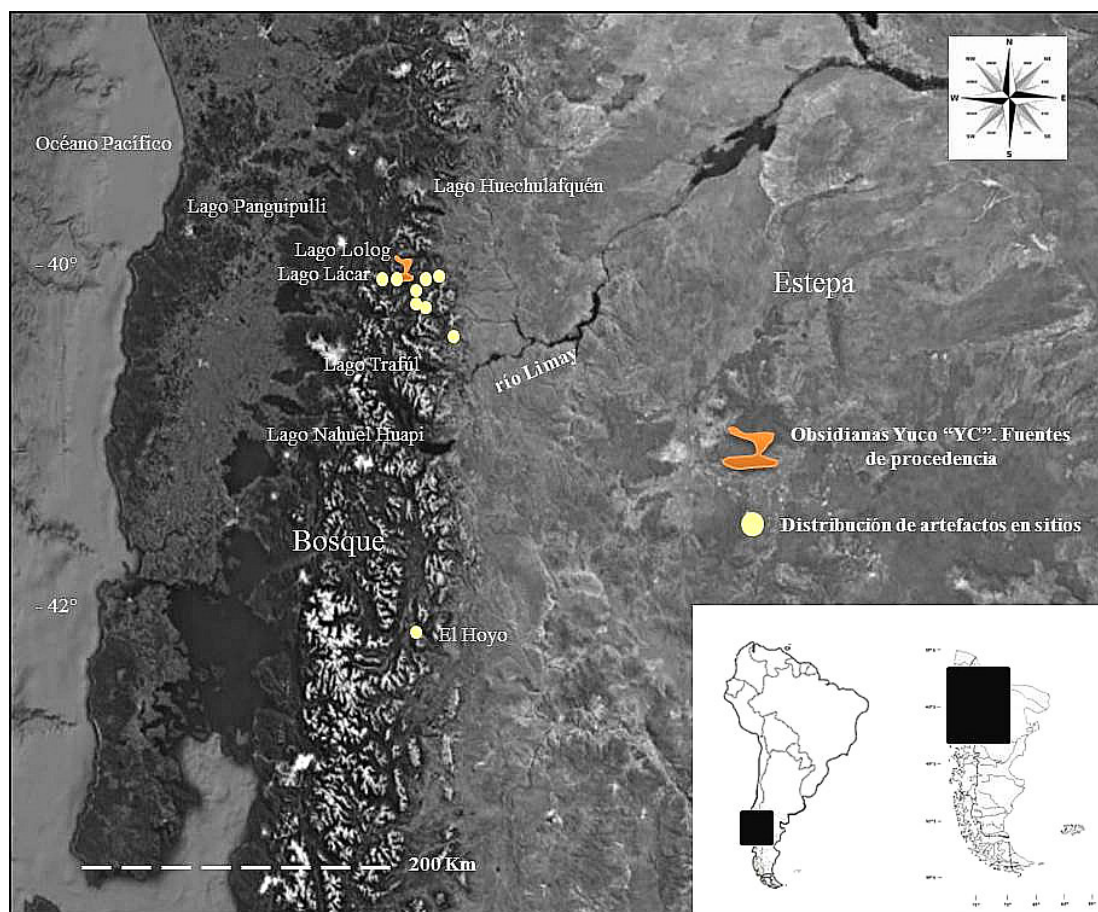 N
W
E
S
Océano Pacífico
Lago Huechulafquén
Lago Panguipulli
Lago Lolog
- 40°
Lago Lácar
Estepa
Lago Trafúl
río Limay
Lago Nahuel Huapi
Obsidianas Yuco “YC”. Fuentes
de procedencia
Distribución de artefactos en sitios
Bosque
- 42°
El Hoyo
200 Km